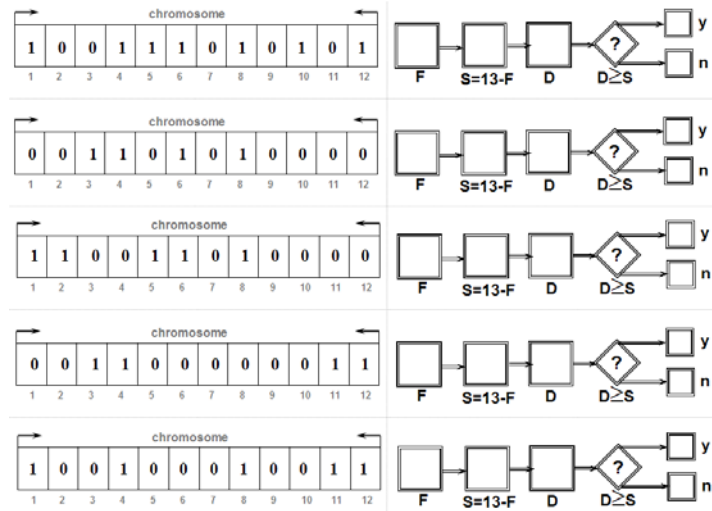 chromosome
1 0 0 1 1 1 0 1 0 1 0 1
1 2 3 4 5 6 7 8 9 10 11 12
? y n
F S=13-F D D≥S
chromosome
0 0 1 1 0 1 0 1 0 0 0 0
1 2 3 4 5 6 7 8 9 10 11 12
? y n
F S=13-F D D≥S
chromosome
1 1 0 0 1 1 0 1 0 0 0 0
1 2 3 4 5 6 7 8 9 10 11 12
? y n
F S=13-F D D≥S
chromosome
0 0 1 1 0 0 0 0 0 0 1 1
1 2 3 4 5 6 7 8 9 10 11 12
? y n
F S=13-F D D≥S
chromosome
1 0 0 1 0 0 0 1 0 0 1 1
1 2 3 4 5 6 7 8 9 10 11 12
? y n
F S=13-F D D≥S